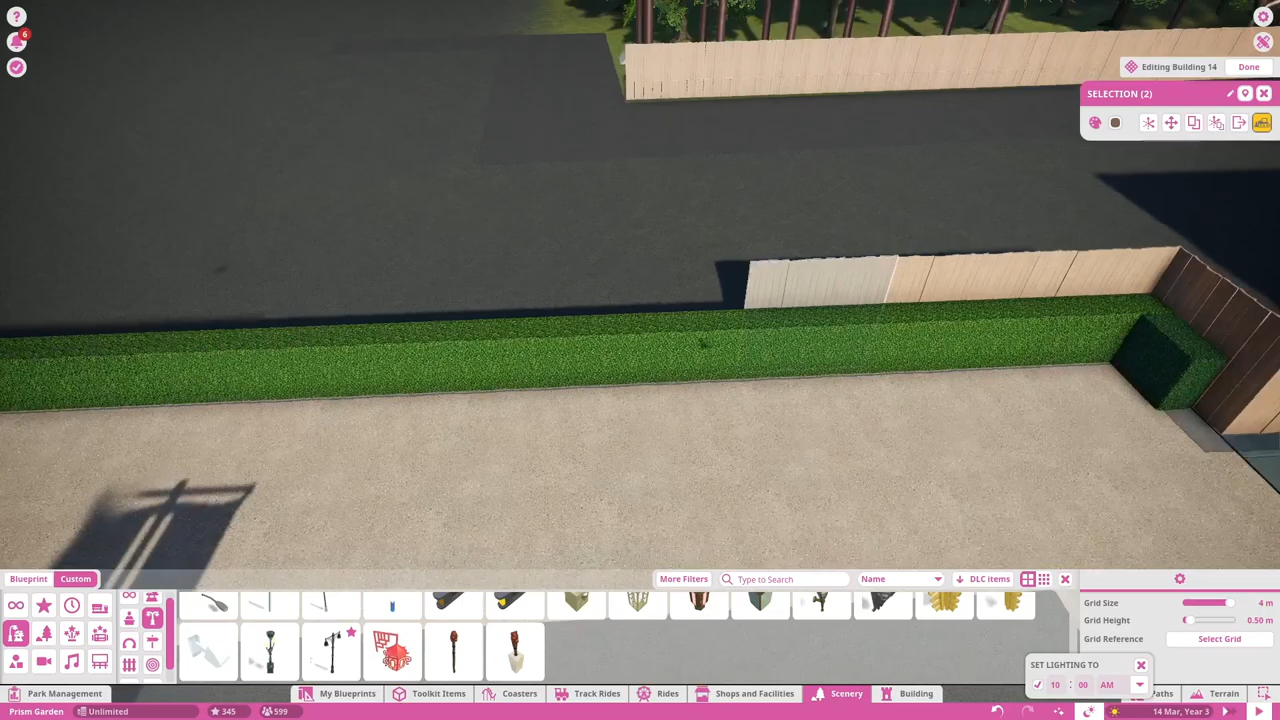 ?
6
Editing Building 14 Done
SELECTION (2)
Blueprint Custom More Filters Type to Search Name DLC items
Grid Size 4 m
Grid Height 0.50 m
Grid Reference Select Grid
SET LIGHTING TO
10 : 00 AM
Park Management My Blueprints Toolkit Items Coasters Track Rides Rides Shops and Facilities Scenery Building Paths Terrain
Prism Garden Unlimited 345 599 14 Mar, Year 3